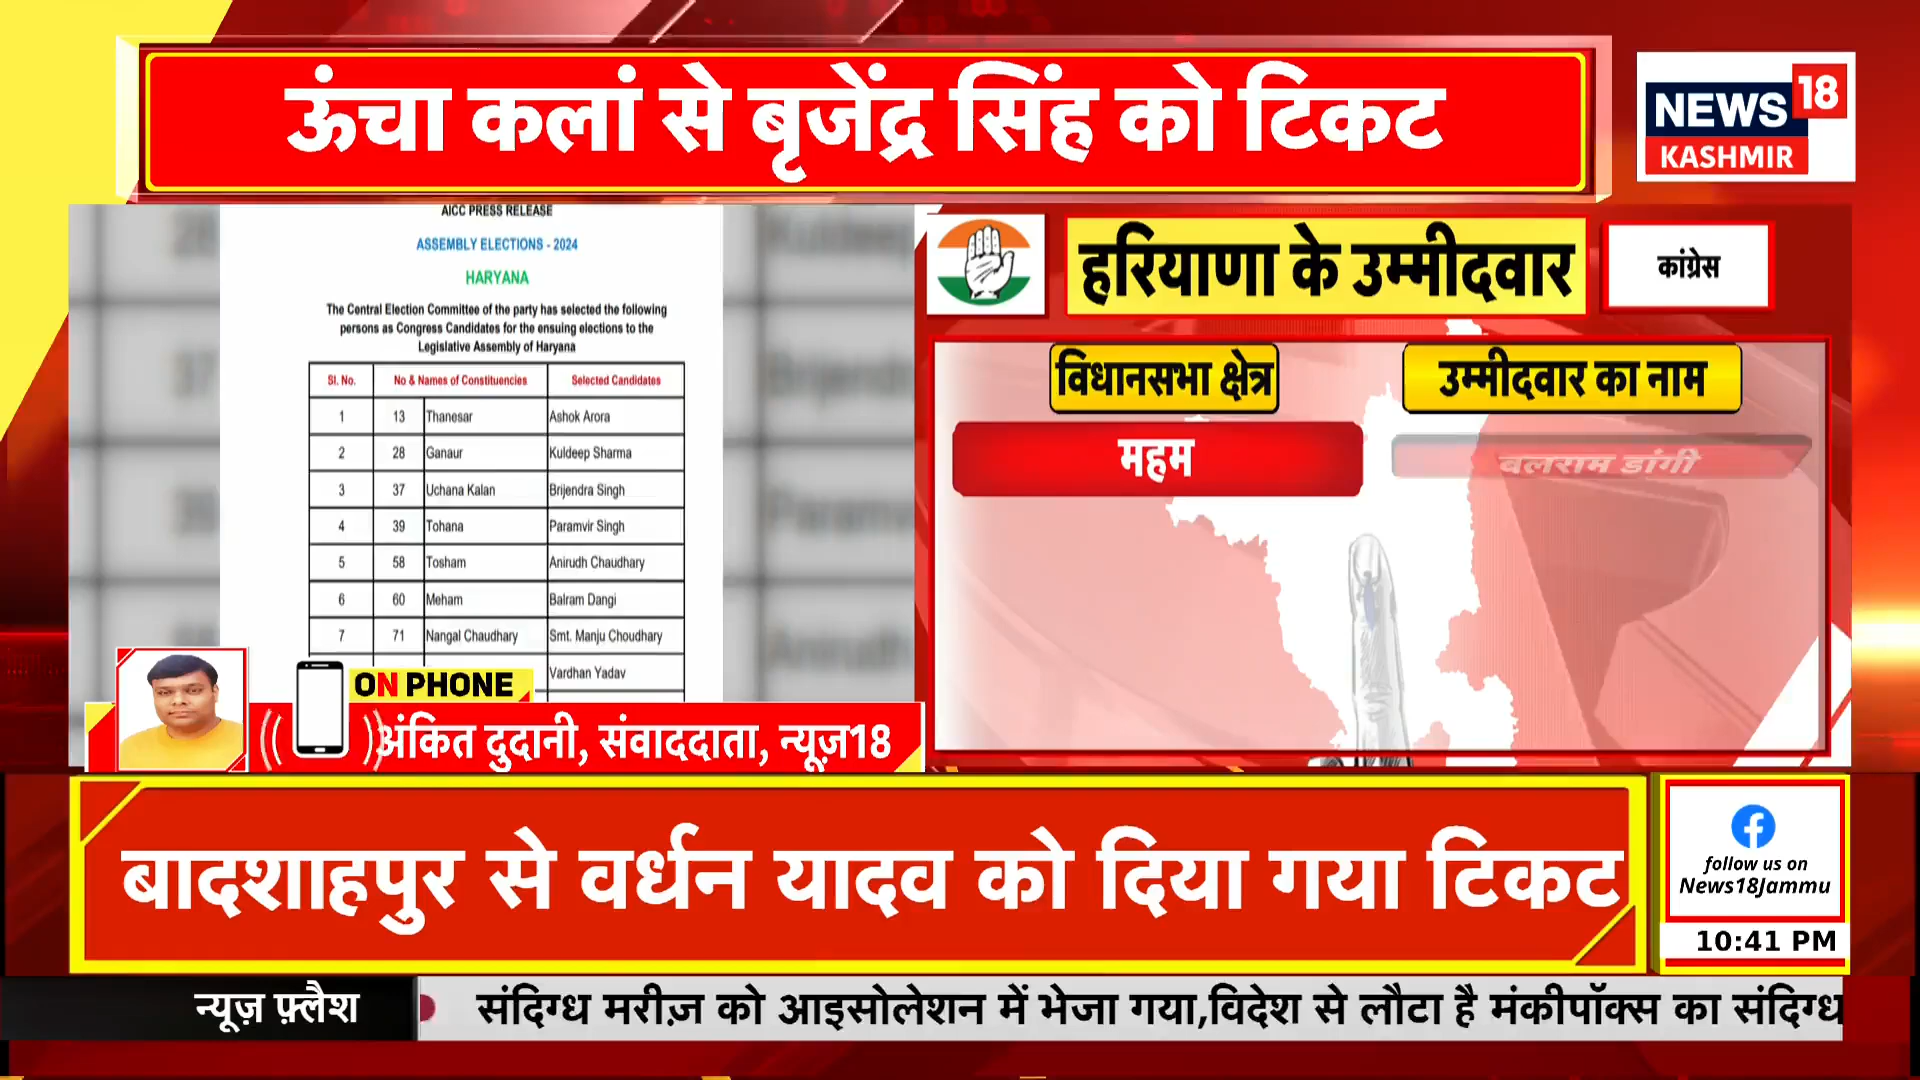 ऊंचा कलां से बृजेंद्र सिंह को टिकट
NEWS 18
KASHMIR
AICC PRESS RELEASE
ASSEMBLY ELECTIONS - 2024
HARYANA
The Central Election Committee of the party has selected the following
persons as Congress Candidates for the ensuing elections to the
Legislative Assembly of Haryana
Sl. No. No & Names of Constituencies Selected Candidates
1 13 Thanesar Ashok Arora
2 28 Ganaur Kuldeep Sharma
3 37 Uchana Kalan Brijendra Singh
4 39 Tohana Paramvir Singh
5 58 Tosham Anirudh Chaudhary
6 60 Meham Balram Dangi
7 71 Nangal Chaudhary Smt. Manju Choudhary
Vardhan Yadav
हरियाणा के उम्मीदवार
कांग्रेस
विधानसभा क्षेत्र उम्मीदवार का नाम
महम बलराम डांगी
ON PHONE
अंकित दुदानी, संवाददाता, न्यूज़18
बादशाहपुर से वर्धन यादव को दिया गया टिकट
follow us on
News18Jammu
10:41 PM
न्यूज़ फ़्लैश
संदिग्ध मरीज़ को आइसोलेशन में भेजा गया,विदेश से लौटा है मंकीपॉक्स का संदिग्ध